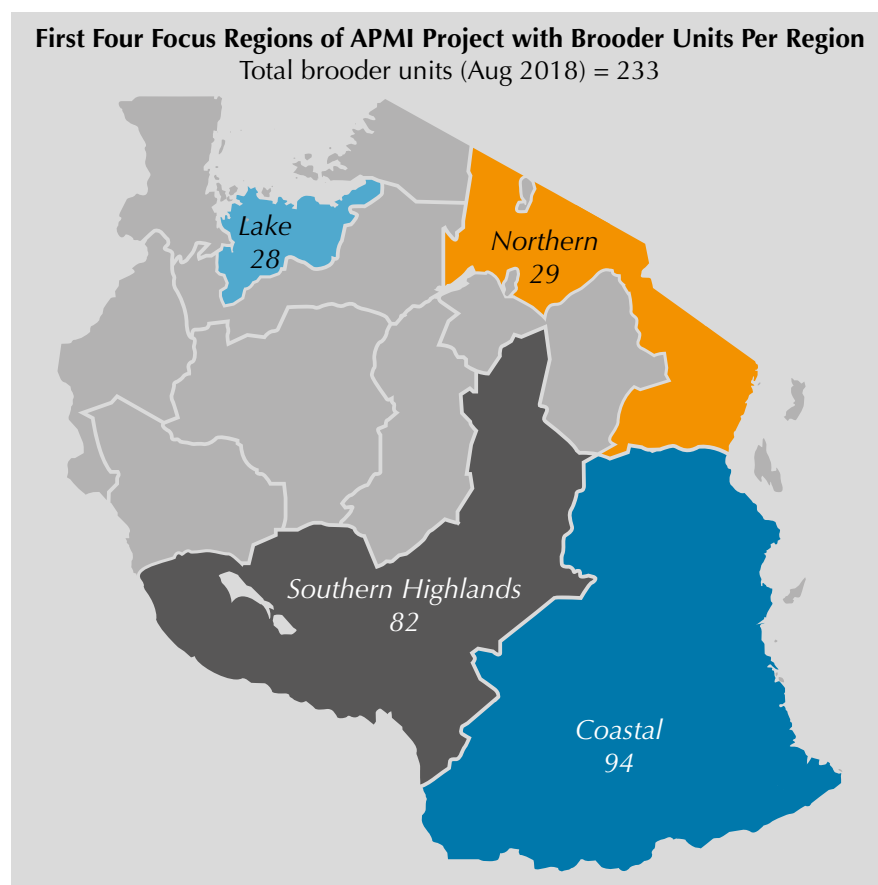 First Four Focus Regions of APMI Project with Brooder Units Per Region
Total brooder units (Aug 2018) = 233
Lake
28
Northern
29
Southern Highlands
82
Coastal
94